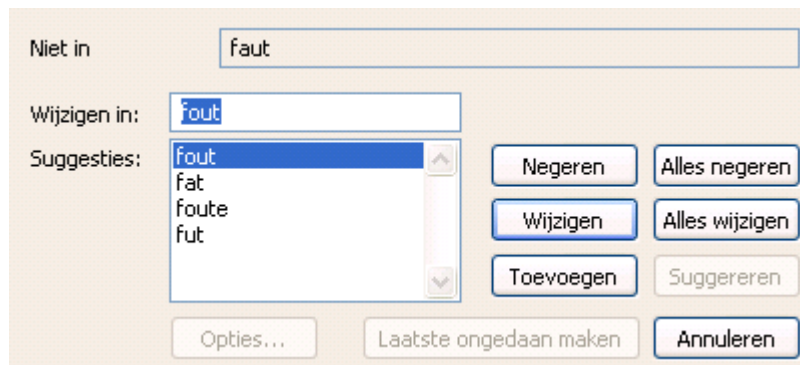 Niet in faut
Wijzigen in: fout
Suggesties: fout
fat
foute
fut
Negeren Alles negeren
Wijzigen Alles wijzigen
Toevoegen Suggereren
Opties... Laatste ongedaan maken Annuleren